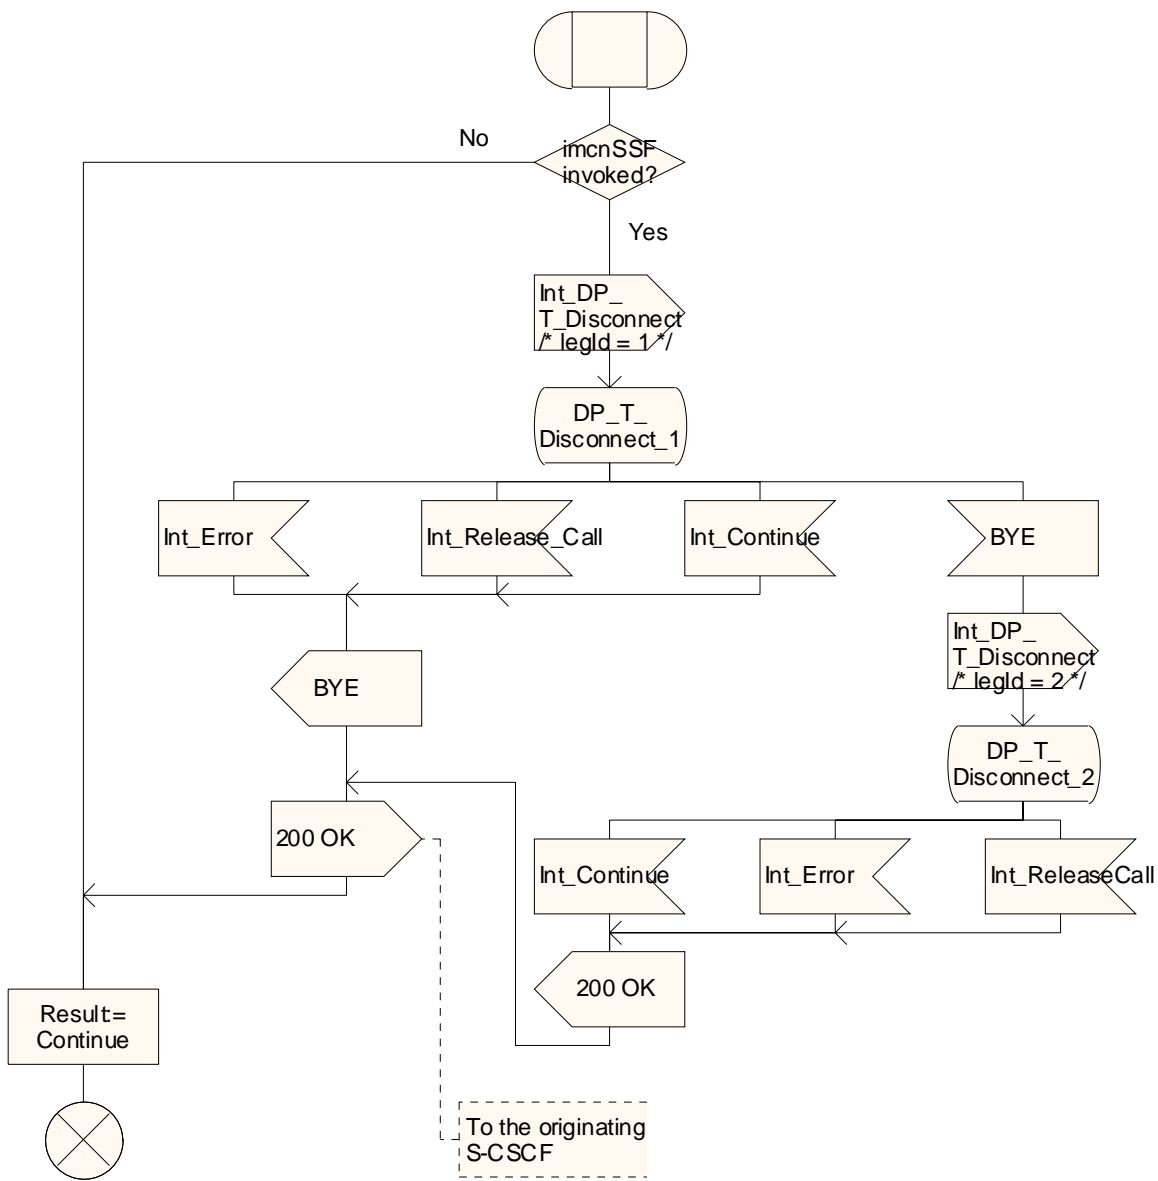 No
imcnSSF
invoked?
Yes
Int_DP_
T_Disconnect
/* legId = 1 */
DP_T_
Disconnect_1
Int_Error
Int_Release_Call
Int_Continue
BYE
Int_DP_
T_Disconnect
/* legId = 2 */
BYE
DP_T_
Disconnect_2
200 OK
Int_Continue
Int_Error
Int_ReleaseCall
200 OK
Result:=
Continue
To the originating
S-CSCF